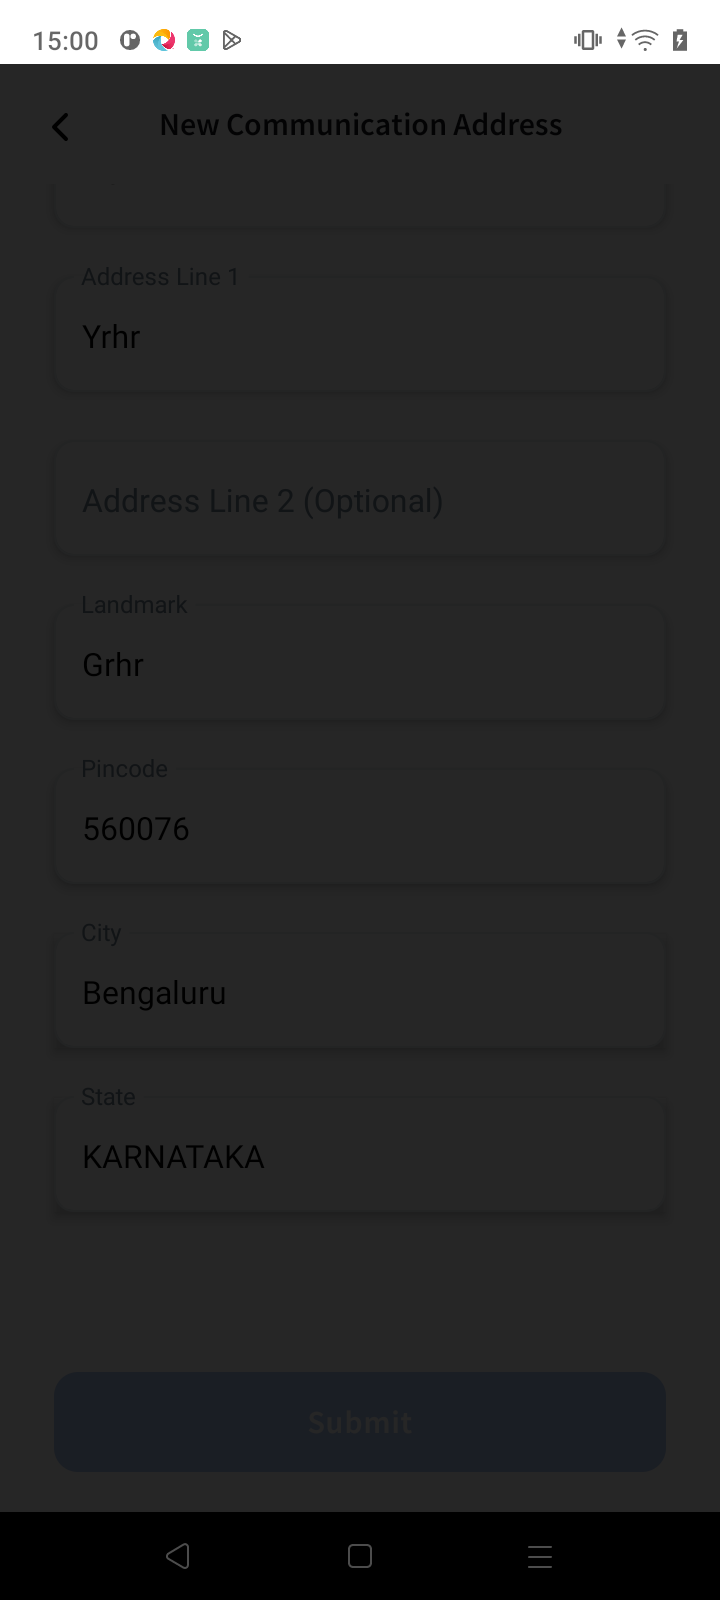 15:00
New Communication Address
Address Line 1
Yrhr
Address Line 2 (Optional)
Landmark
Grhr
Pincode
560076
City
Bengaluru
State
KARNATAKA
Submit